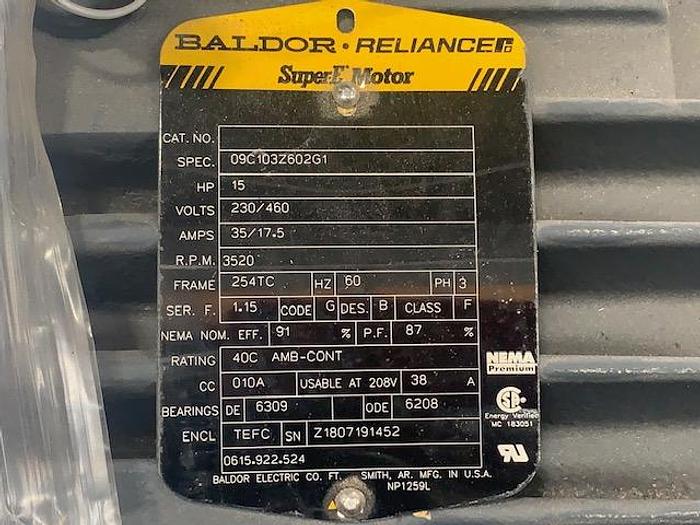 BALDOR • RELIANCE
Super-E Motor
CAT. NO.
SPEC. 09C103Z602G1
HP 15
VOLTS 230/460
AMPS 35/17.5
R.P.M. 3520
FRAME 254TC HZ 60 PH 3
SER. F. 1.15 CODE G DES. B CLASS F
NEMA NOM. EFF. 91 % P.F. 87 %
RATING 40C AMB-CONT
NEMA
Premium
CC 010A USABLE AT 208V 38 A
BEARINGS DE 6309 ODE 6208
Energy Verified
MC 183051
ENCL TEFC SN Z1807191452
0615.922.524
BALDOR ELECTRIC CO. FT. SMITH, AR. MFG. IN U.S.A.
NP1259L